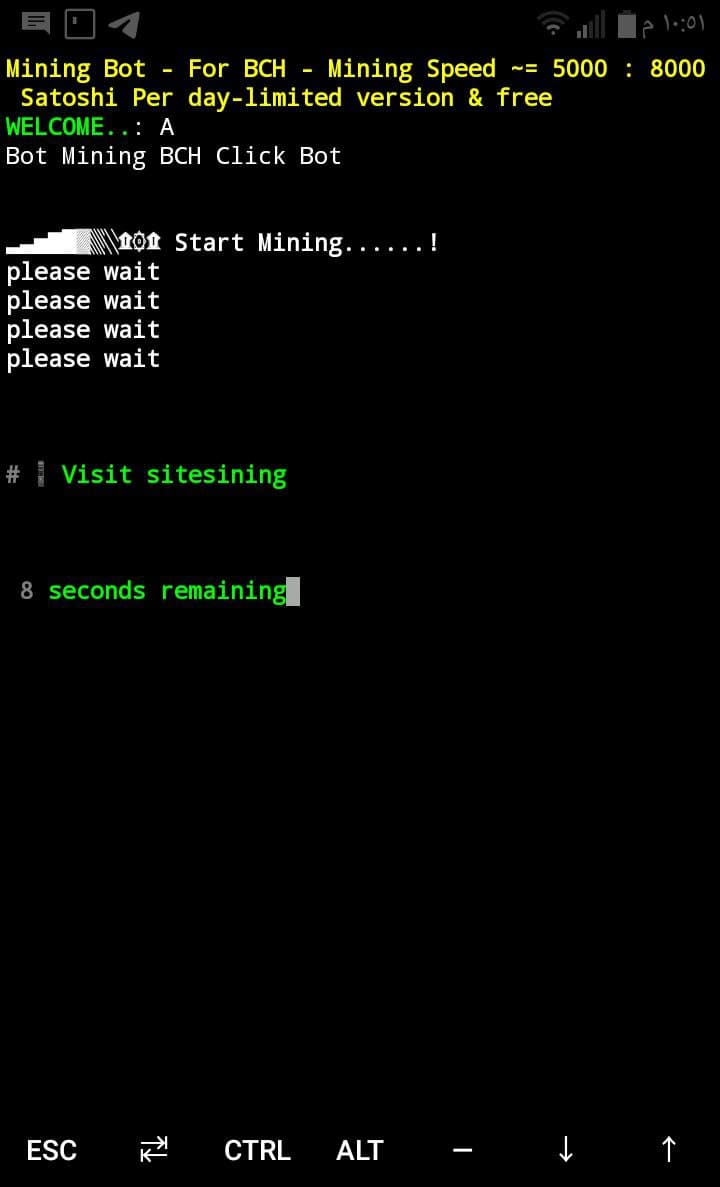 م ١٠:٥١
Mining Bot - For BCH - Mining Speed ~= 5000 : 8000
Satoshi Per day-limited version & free
WELCOME..: A
Bot Mining BCH Click Bot
Start Mining......!
please wait
please wait
please wait
please wait
# Visit sitesining
8 seconds remaining
ESC CTRL ALT — ↓ ↑